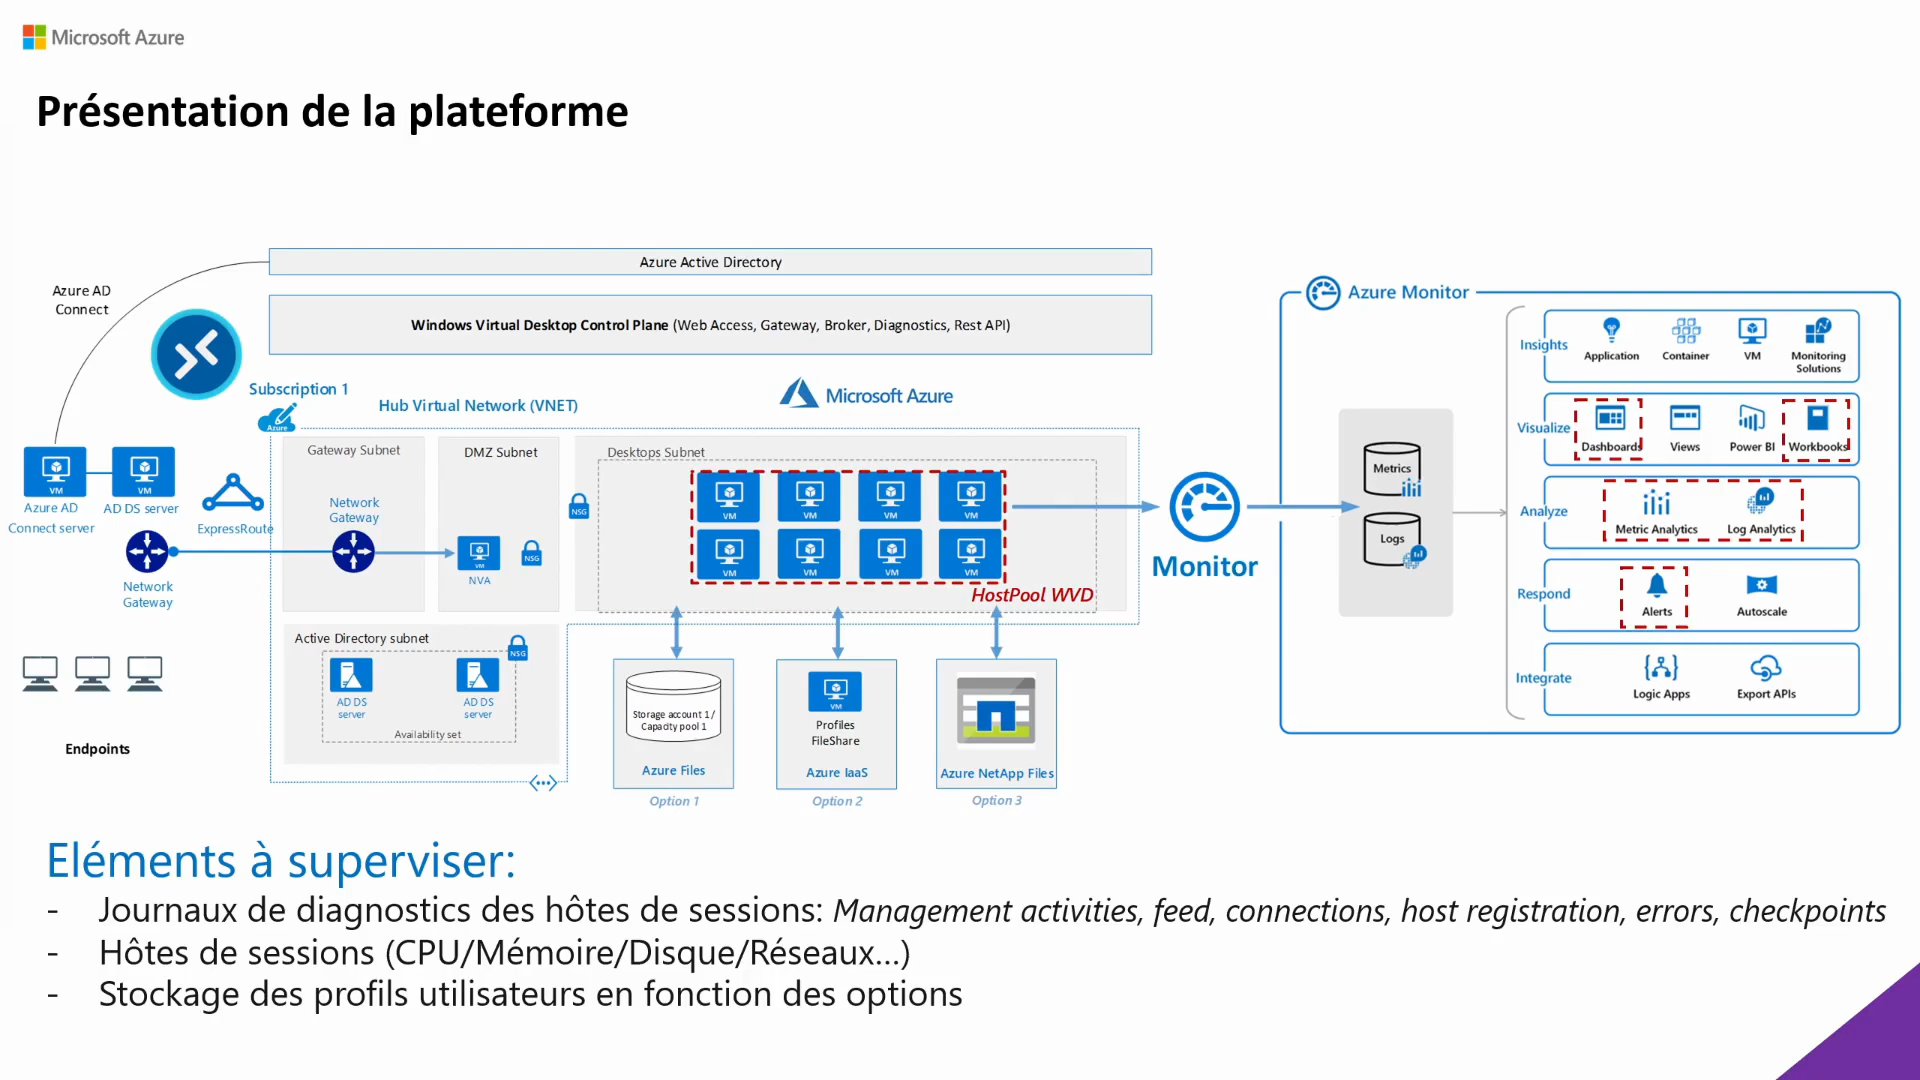 Microsoft Azure
Présentation de la plateforme
Azure Active Directory
Azure AD
Connect
Windows Virtual Desktop Control Plane (Web Access, Gateway, Broker, Diagnostics, Rest API)
Subscription 1
Azure
Hub Virtual Network (VNET)
Microsoft Azure
Gateway Subnet
DMZ Subnet
Desktops Subnet
VM
Azure AD
Connect server
VM
AD DS server
ExpressRoute
Network
Gateway
Network
Gateway
VM
NVA
NSG
NSG
VM
VM
VM
VM
VM
VM
VM
VM
HostPool WVD
Active Directory subnet
NSG
AD DS
server
AD DS
server
Availability set
Endpoints
Storage account 1 /
Capacity pool 1
Azure Files
Option 1
VM
Profiles
FileShare
Azure IaaS
Option 2
Azure NetApp Files
Option 3
Monitor
Azure Monitor
Metrics
Logs
Insights
Application
Container
VM
Monitoring
Solutions
Visualize
Dashboards
Views
Power BI
Workbooks
Analyze
Metric Analytics
Log Analytics
Respond
Alerts
Autoscale
Integrate
Logic Apps
Export APIs
Eléments à superviser:
- Journaux de diagnostics des hôtes de sessions: Management activities, feed, connections, host registration, errors, checkpoints
- Hôtes de sessions (CPU/Mémoire/Disque/Réseaux...)
- Stockage des profils utilisateurs en fonction des options